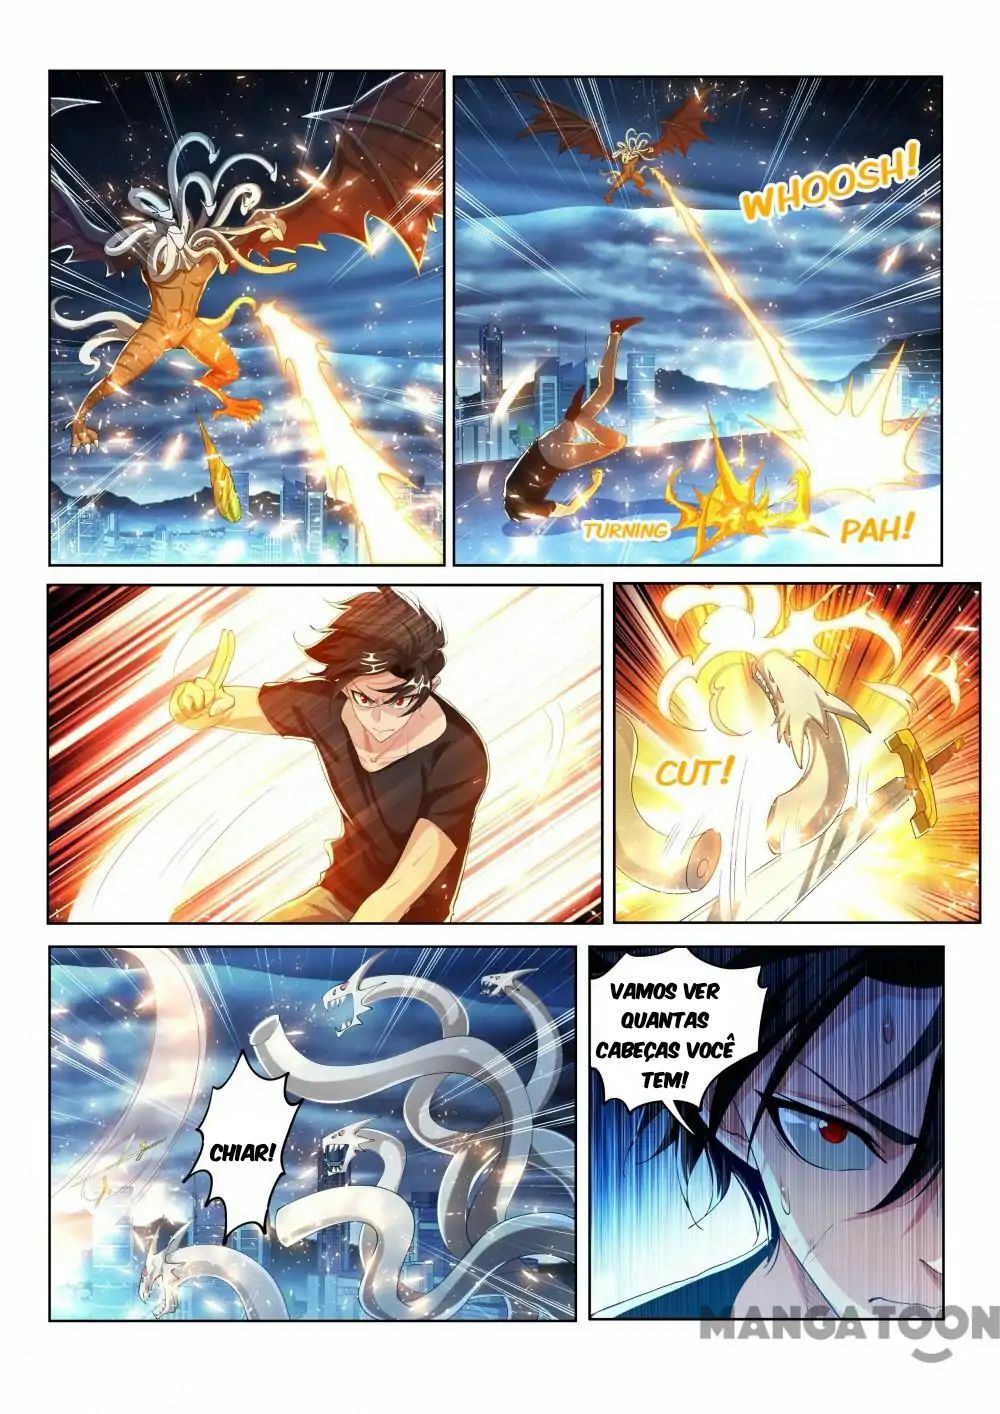 WHOOSH!
TURNING
PAH!
CUT!
CHIAR!
VAMOS VER
QUANTAS
CABEÇAS VOCÊ
TEM!
MANGATOON